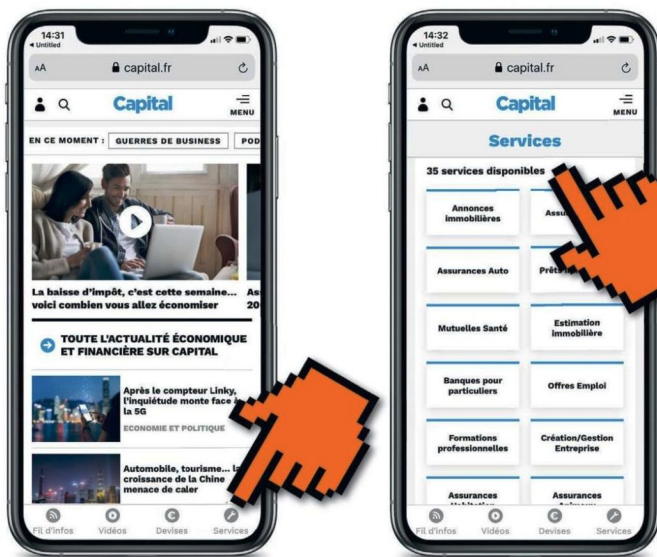 14:31
Untitled
AA capital.fr
Capital
MENU
EN CE MOMENT : GUERRES DE BUSINESS POD
La baisse d'impôt, c'est cette semaine...
voici combien vous allez économiser
TOUTE L'ACTUALITÉ ÉCONOMIQUE
ET FINANCIÈRE SUR CAPITAL
Après le compteur Linky,
l'inquiétude monte face à
la 5G
ECONOMIE ET POLITIQUE
Automobile, tourisme... la
croissance de la Chine
menace de caler
Fil d'infos Vidéos Devises Services
14:32
Untitled
AA capital.fr
Capital
MENU
Services
35 services disponibles
Annonces
immobilières
Assurances Auto
Mutuelles Santé
Estimation
immobilière
Banques pour
particuliers
Offres Emploi
Formations
professionnelles
Création/Gestion
Entreprise
Assurances
Assurances
Fil d'infos Vidéos Devises Services